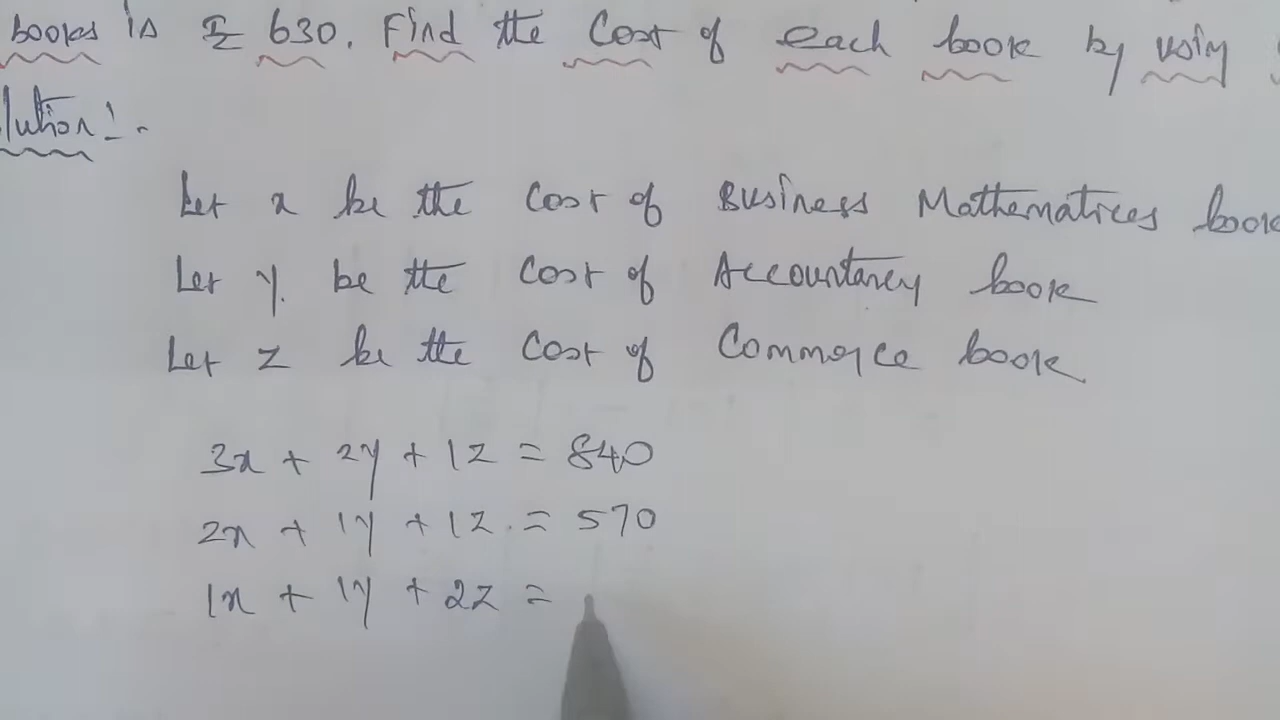 books is ₹ 630. Find the cost of each book by using
lution:-
Let x be the cost of Business Mathematices book
Let y be the cost of Accountancy book
Let z be the cost of Commerce book
3x + 2y + 1z = 840
2x + 1y + 1z = 570
1x + 1y + 2z =